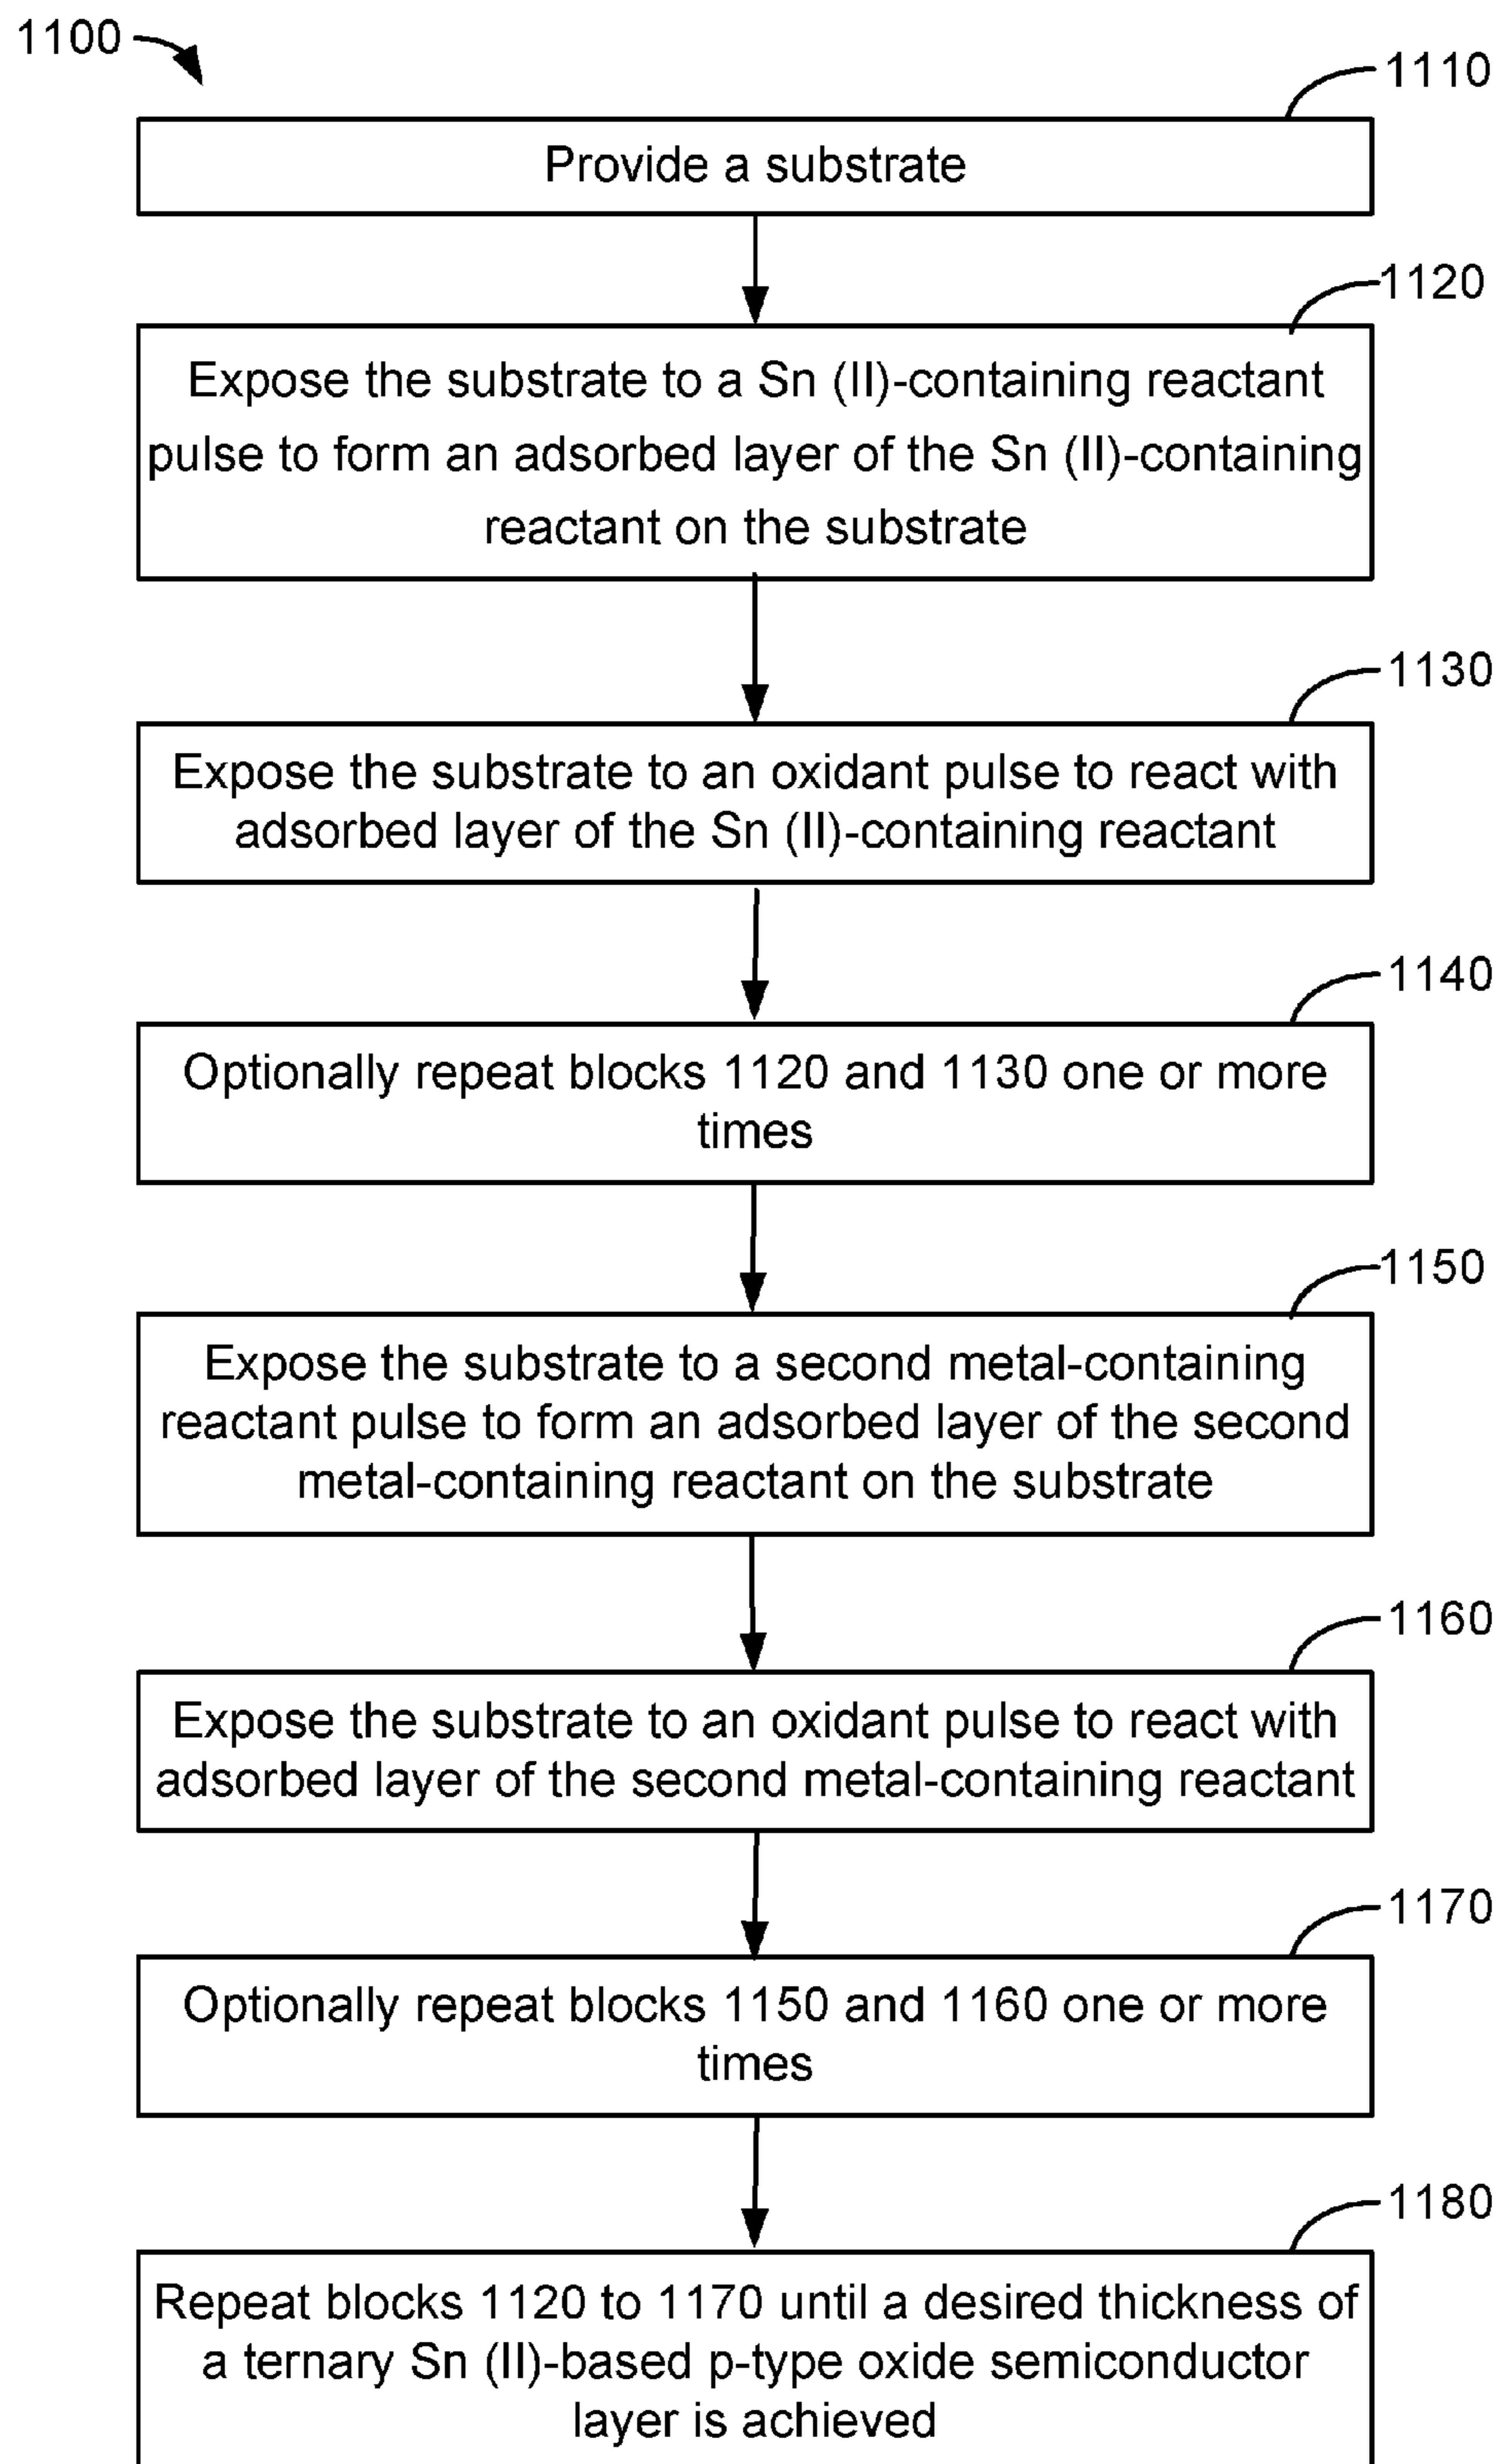 1100
1110
Provide a substrate
1120
Expose the substrate to a Sn (II)-containing reactant
pulse to form an adsorbed layer of the Sn (II)-containing
reactant on the substrate
1130
Expose the substrate to an oxidant pulse to react with
adsorbed layer of the Sn (II)-containing reactant
1140
Optionally repeat blocks 1120 and 1130 one or more
times
1150
Expose the substrate to a second metal-containing
reactant pulse to form an adsorbed layer of the second
metal-containing reactant on the substrate
1160
Expose the substrate to an oxidant pulse to react with
adsorbed layer of the second metal-containing reactant
1170
Optionally repeat blocks 1150 and 1160 one or more
times
1180
Repeat blocks 1120 to 1170 until a desired thickness of
a ternary Sn (II)-based p-type oxide semiconductor
layer is achieved